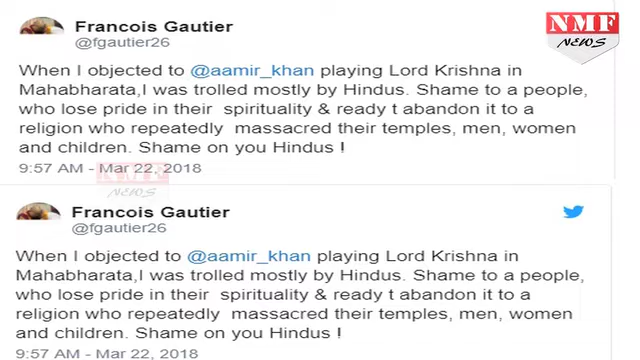 Francois Gautier
@fgautier26
NMF
NEWS
When I objected to @aamir_khan playing Lord Krishna in
Mahabharata,I was trolled mostly by Hindus. Shame to a people,
who lose pride in their spirituality & ready t abandon it to a
religion who repeatedly massacred their temples, men, women
and children. Shame on you Hindus !
9:57 AM - Mar 22, 2018
NMF
NEWS
Francois Gautier
@fgautier26
When I objected to @aamir_khan playing Lord Krishna in
Mahabharata,I was trolled mostly by Hindus. Shame to a people,
who lose pride in their spirituality & ready t abandon it to a
religion who repeatedly massacred their temples, men, women
and children. Shame on you Hindus !
9:57 AM - Mar 22, 2018